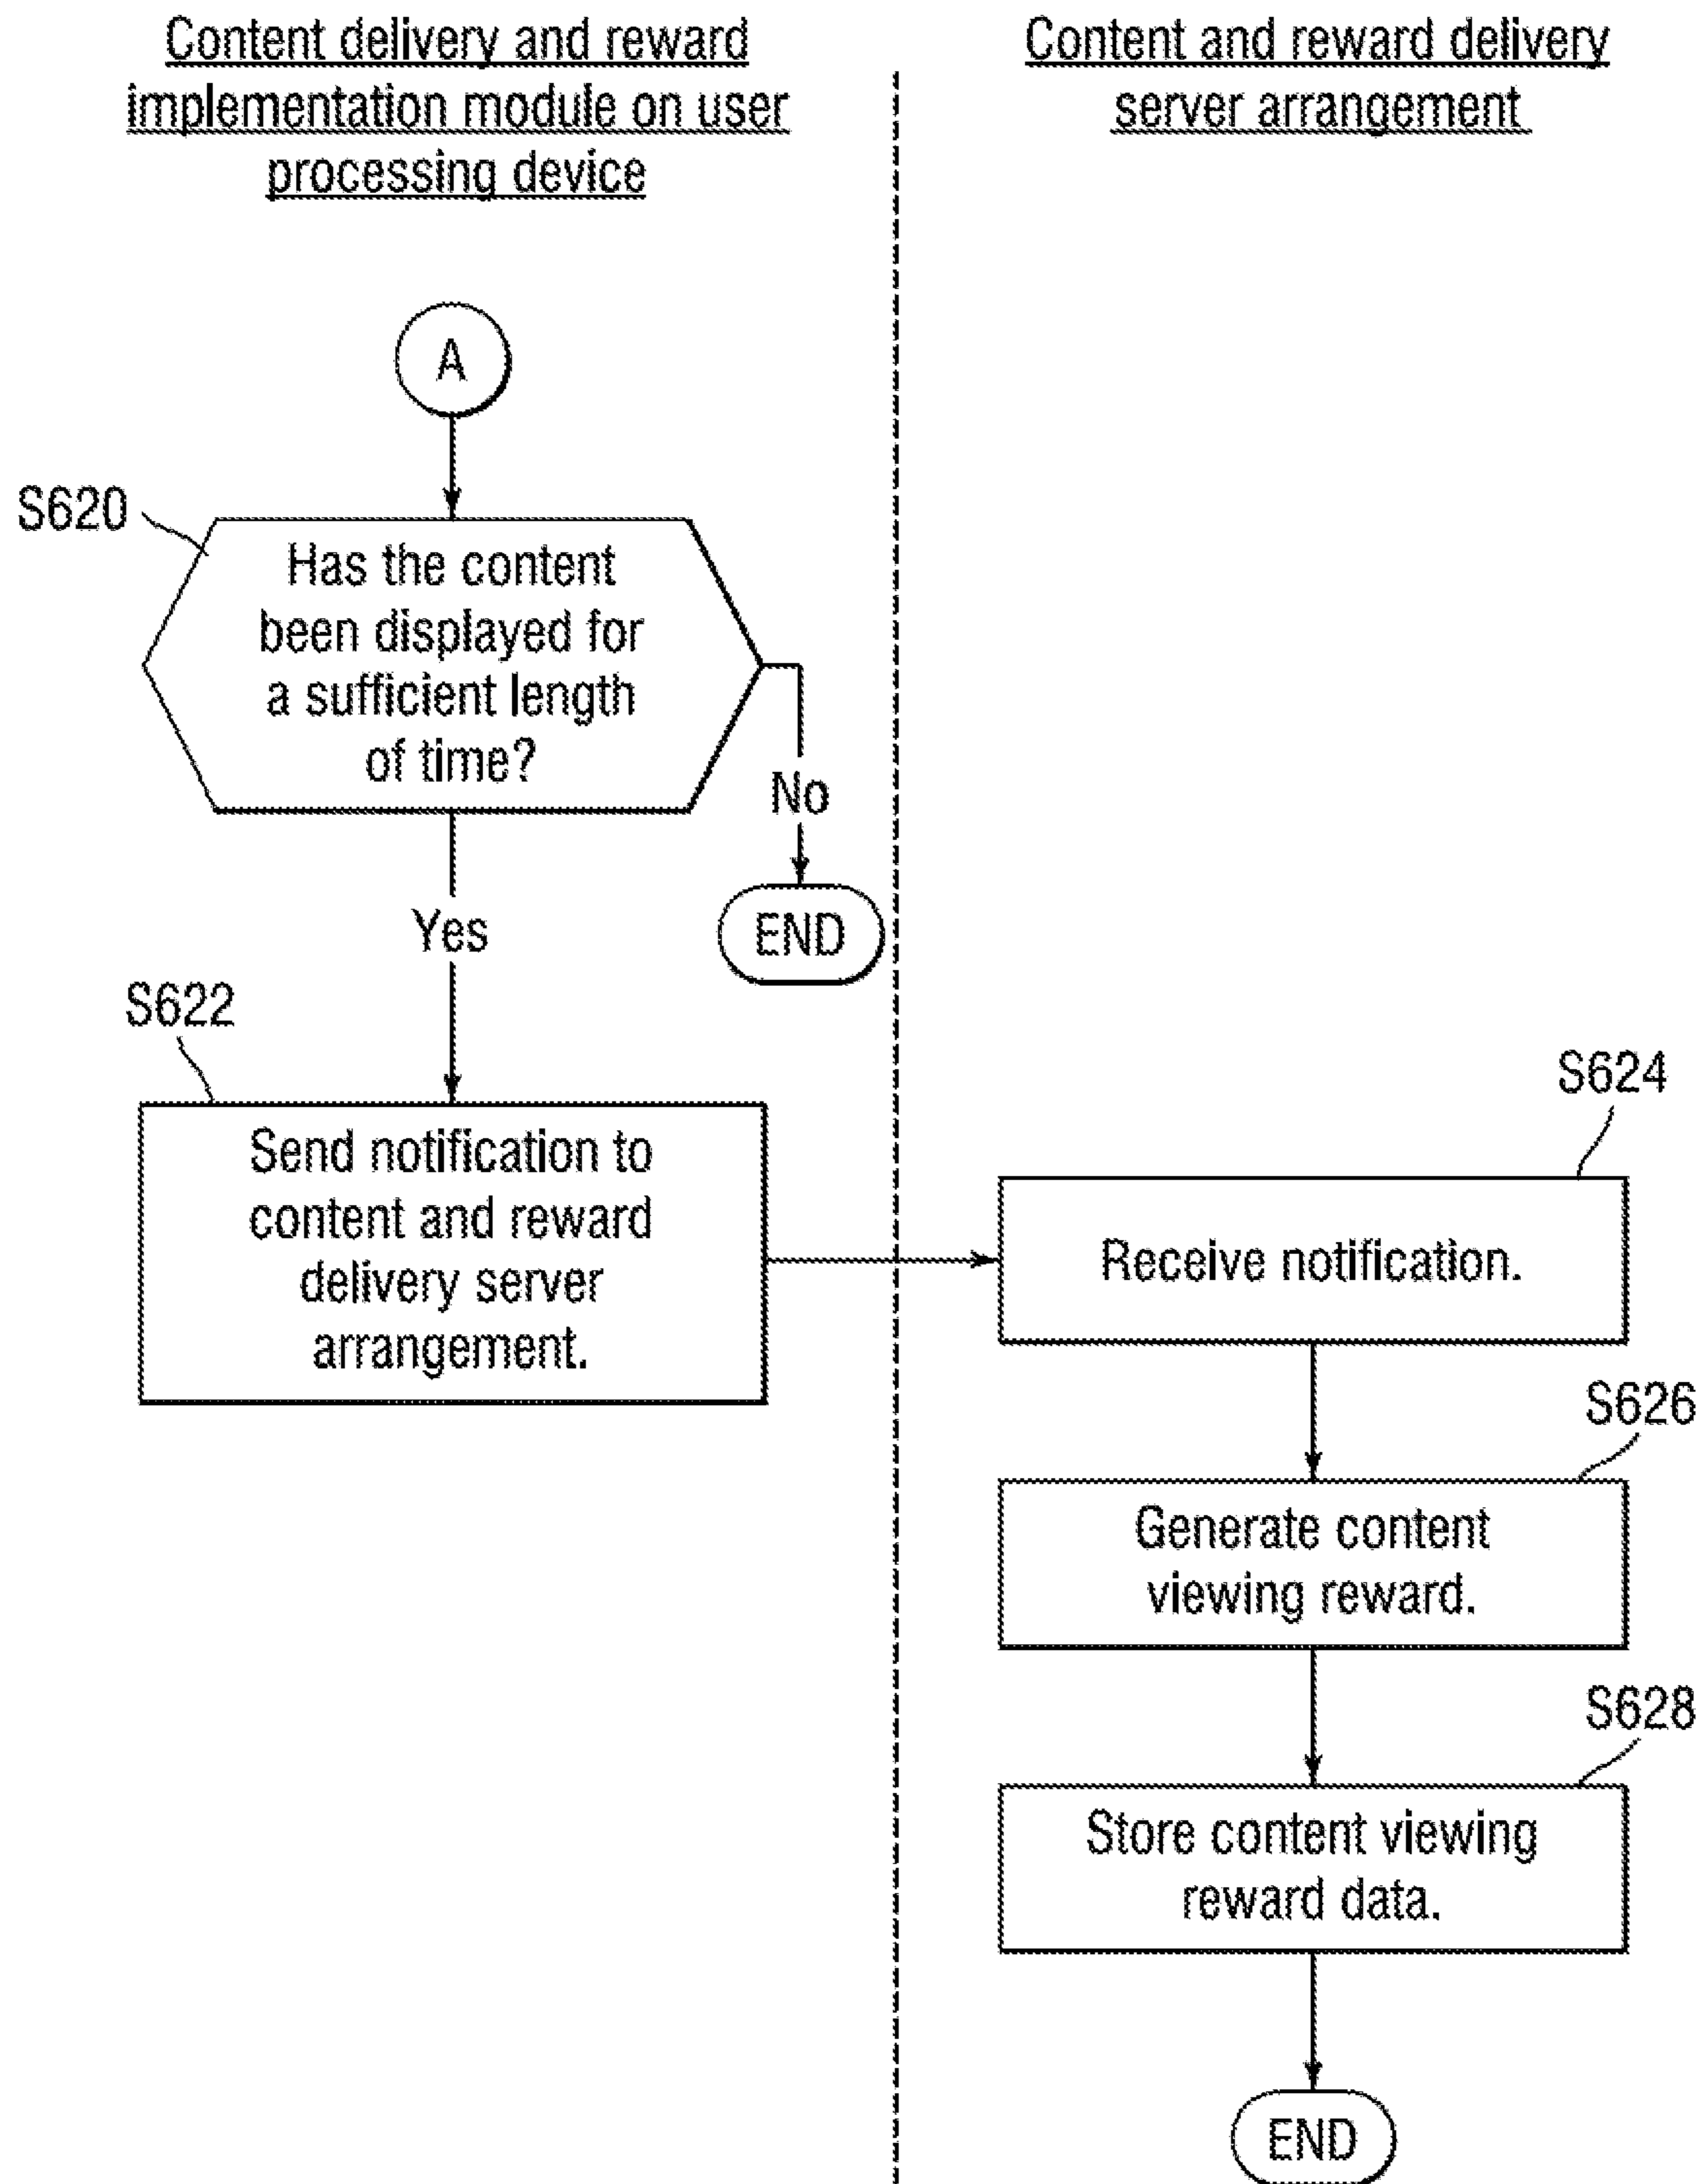 Content delivery and reward
implementation module on user
processing device
Content and reward delivery
server arrangement
A
S620
Has the content
been displayed for
a sufficient length
of time?
No
END
Yes
S622
Send notification to
content and reward
delivery server
arrangement.
S624
Receive notification.
S626
Generate content
viewing reward.
S628
Store content viewing
reward data.
END